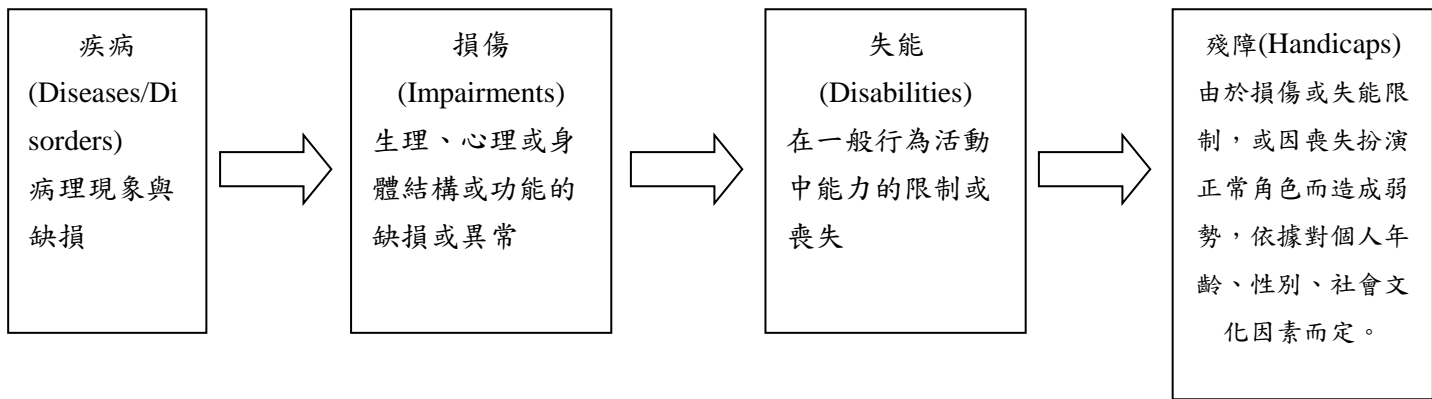 疾病
(Diseases/Di
sorders)
病理現象與
缺損
損傷
(Impairments)
生理、心理或身
體結構或功能的
缺損或異常
失能
(Disabilities)
在一般行為活動
中能力的限制或
喪失
殘障(Handicaps)
由於損傷或失能限
制，或因喪失扮演
正常角色而造成弱
勢，依據對個人年
齡、性別、社會文
化因素而定。